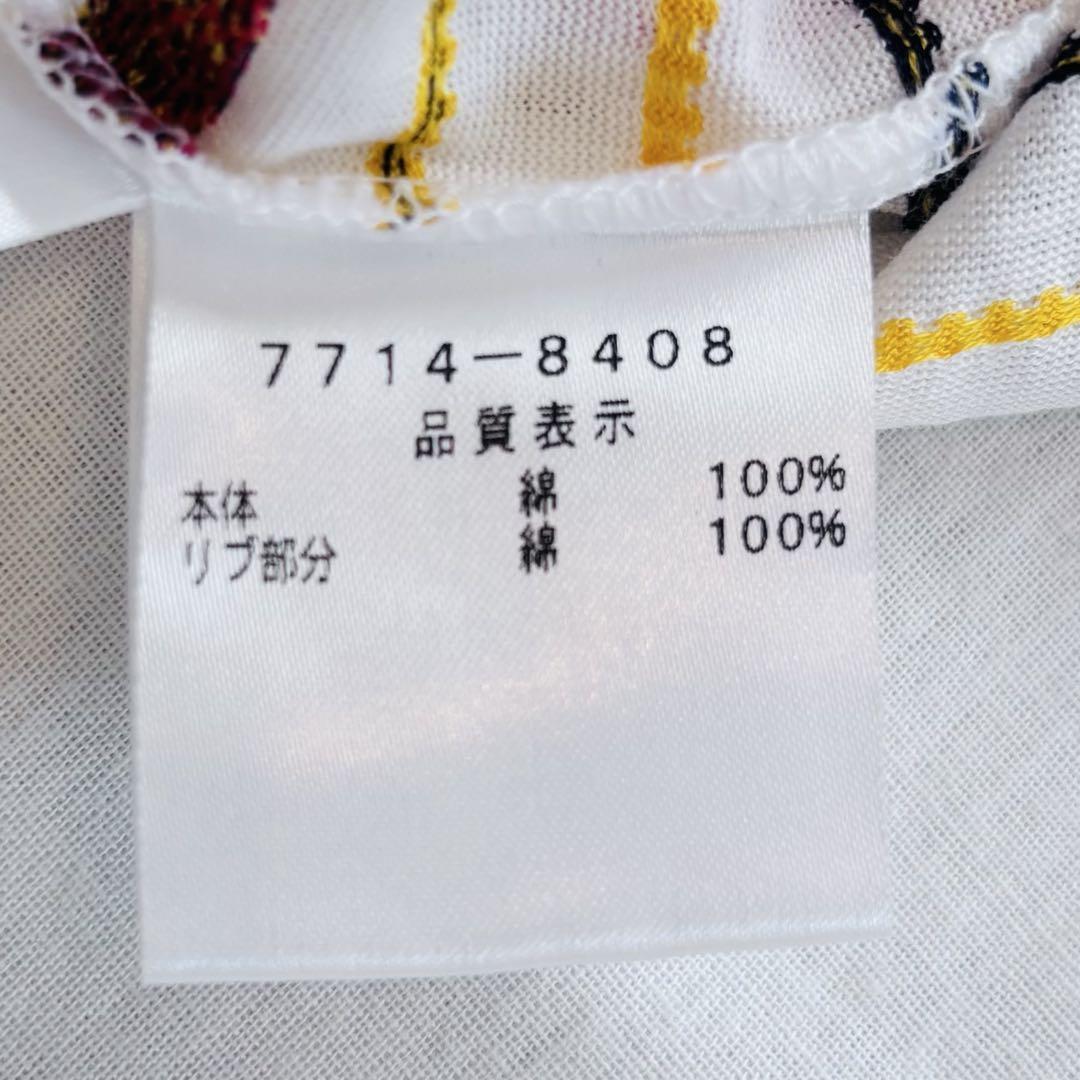 7714-8408
品質表示
本体 綿 100%
リブ部分 綿 100%